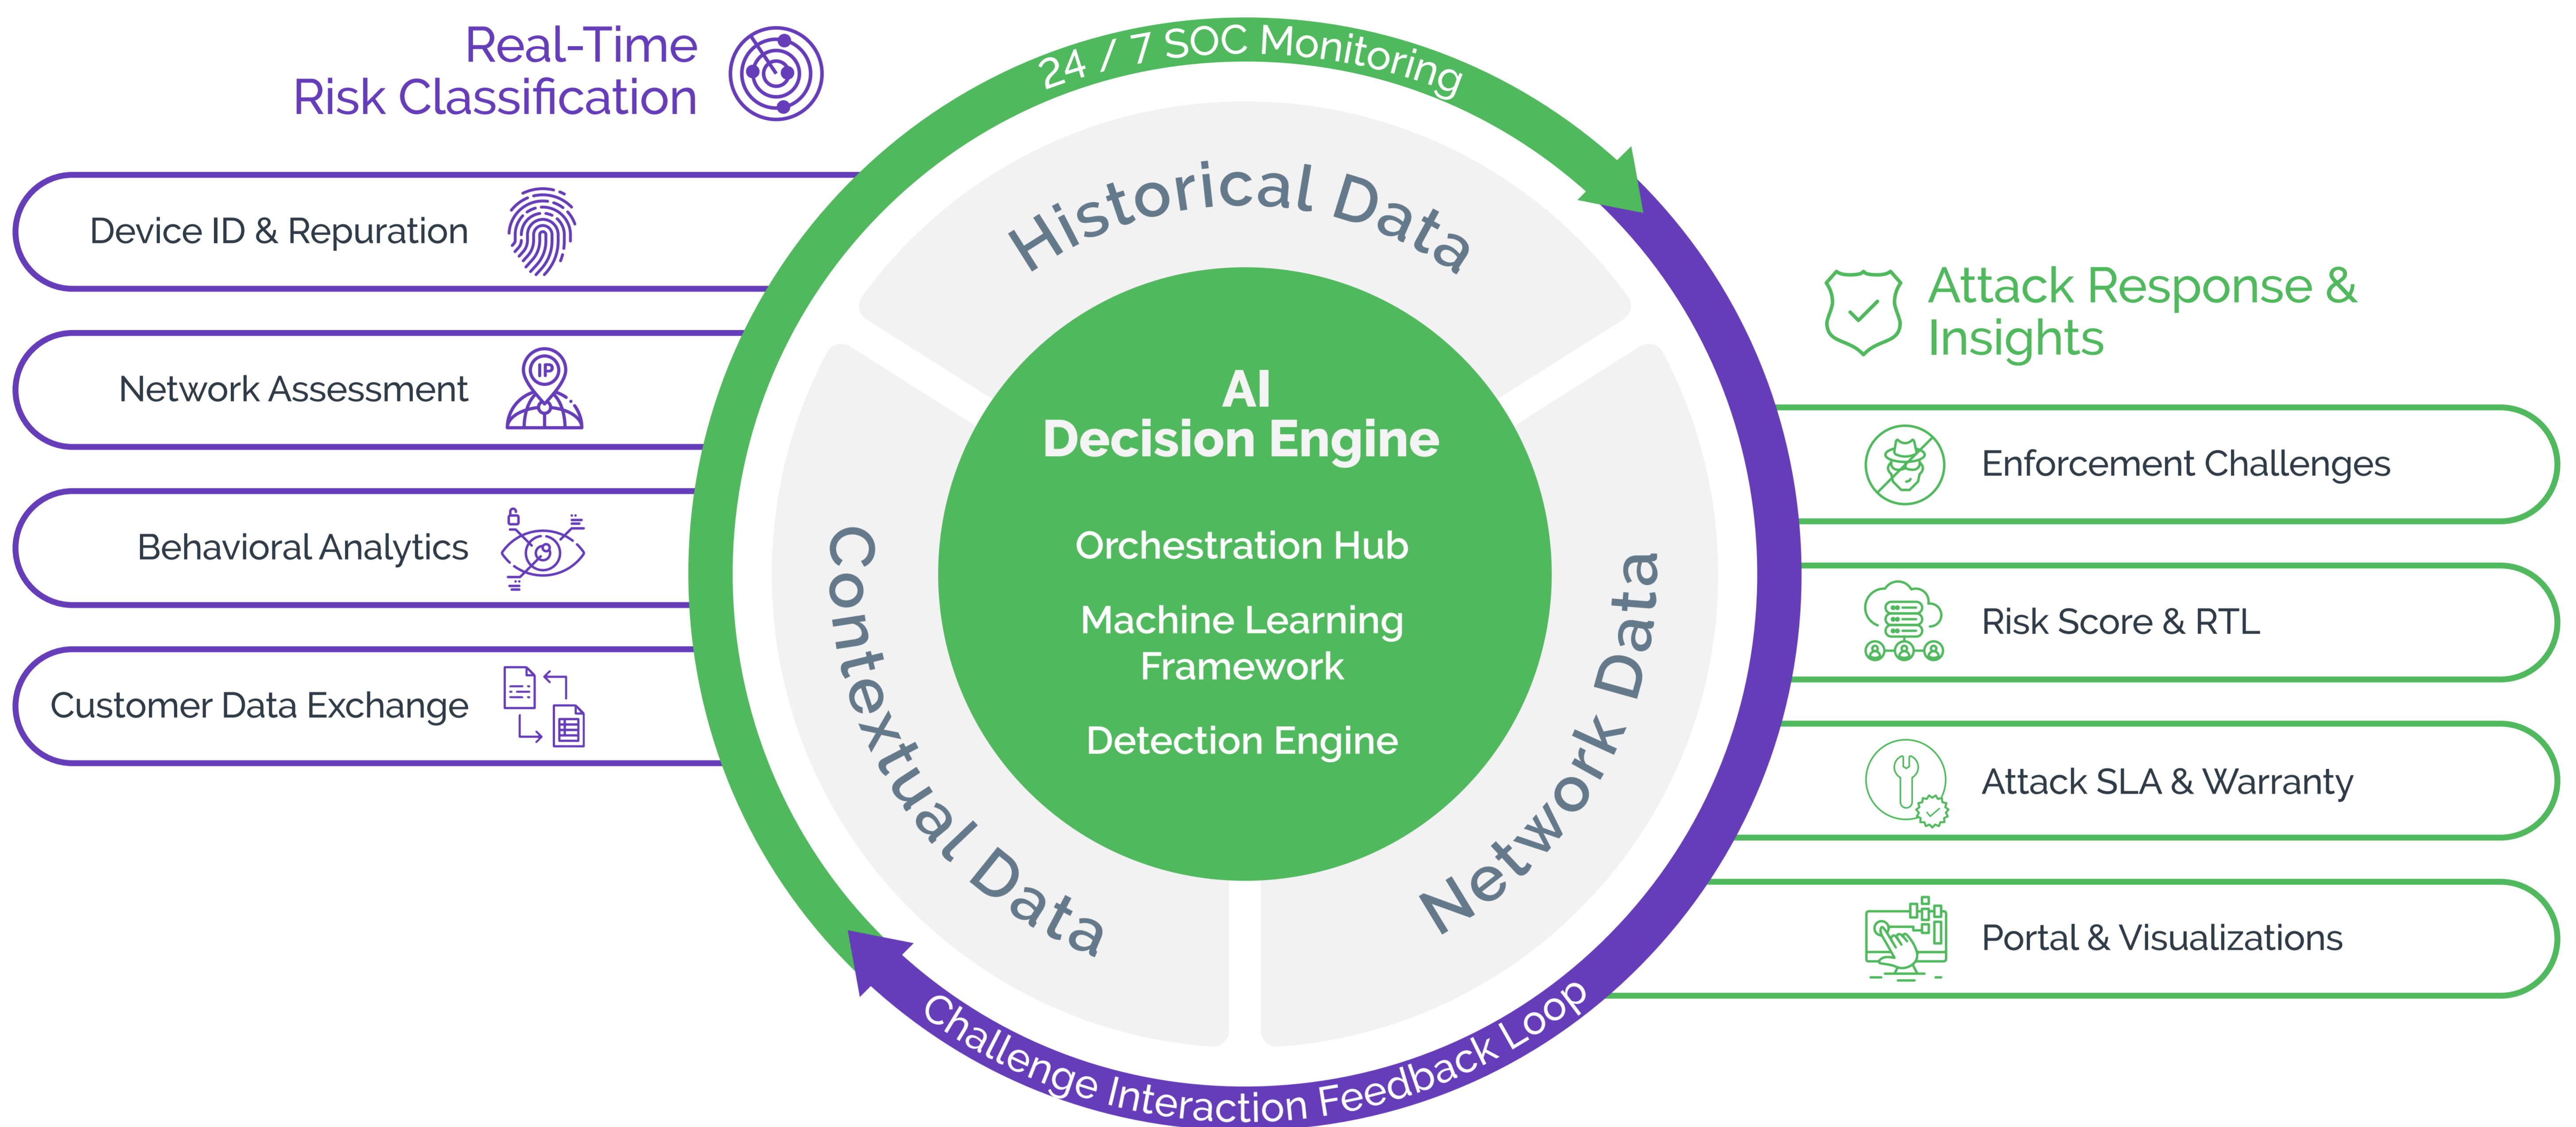 Real-Time
Risk Classification
Device ID & Repuration
Network Assessment
IP
Behavioral Analytics
Customer Data Exchange
24 / 7 SOC Monitoring
Historical Data
Contextual Data
Network Data
AI
Decision Engine
Orchestration Hub
Machine Learning
Framework
Detection Engine
Challenge Interaction Feedback Loop
Attack Response &
Insights
Enforcement Challenges
Risk Score & RTL
Attack SLA & Warranty
Portal & Visualizations